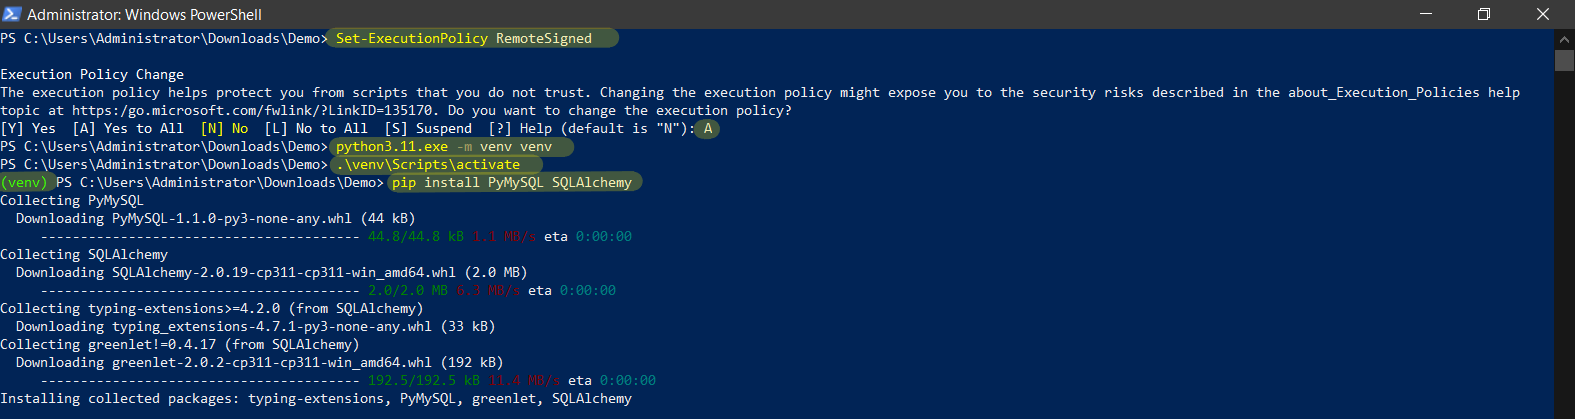 Administrator: Windows PowerShell
PS C:\Users\Administrator\Downloads\Demo> Set-ExecutionPolicy RemoteSigned
Execution Policy Change
The execution policy helps protect you from scripts that you do not trust. Changing the execution policy might expose you to the security risks described in the about_Execution_Policies help
topic at https:/go.microsoft.com/fwlink/?LinkID=135170. Do you want to change the execution policy?
[Y] Yes  [A] Yes to All  [N] No  [L] No to All  [S] Suspend  [?] Help (default is "N"): A
PS C:\Users\Administrator\Downloads\Demo> python3.11.exe -m venv venv
PS C:\Users\Administrator\Downloads\Demo> .\venv\Scripts\activate
(venv) PS C:\Users\Administrator\Downloads\Demo> pip install PyMySQL SQLAlchemy
Collecting PyMySQL
  Downloading PyMySQL-1.1.0-py3-none-any.whl (44 kB)
     ---------------------------------------- 44.8/44.8 kB 1.1 MB/s eta 0:00:00
Collecting SQLAlchemy
  Downloading SQLAlchemy-2.0.19-cp311-cp311-win_amd64.whl (2.0 MB)
     ---------------------------------------- 2.0/2.0 MB 6.3 MB/s eta 0:00:00
Collecting typing-extensions>=4.2.0 (from SQLAlchemy)
  Downloading typing_extensions-4.7.1-py3-none-any.whl (33 kB)
Collecting greenlet!=0.4.17 (from SQLAlchemy)
  Downloading greenlet-2.0.2-cp311-cp311-win_amd64.whl (192 kB)
     ---------------------------------------- 192.5/192.5 kB 11.4 MB/s eta 0:00:00
Installing collected packages: typing-extensions, PyMySQL, greenlet, SQLAlchemy